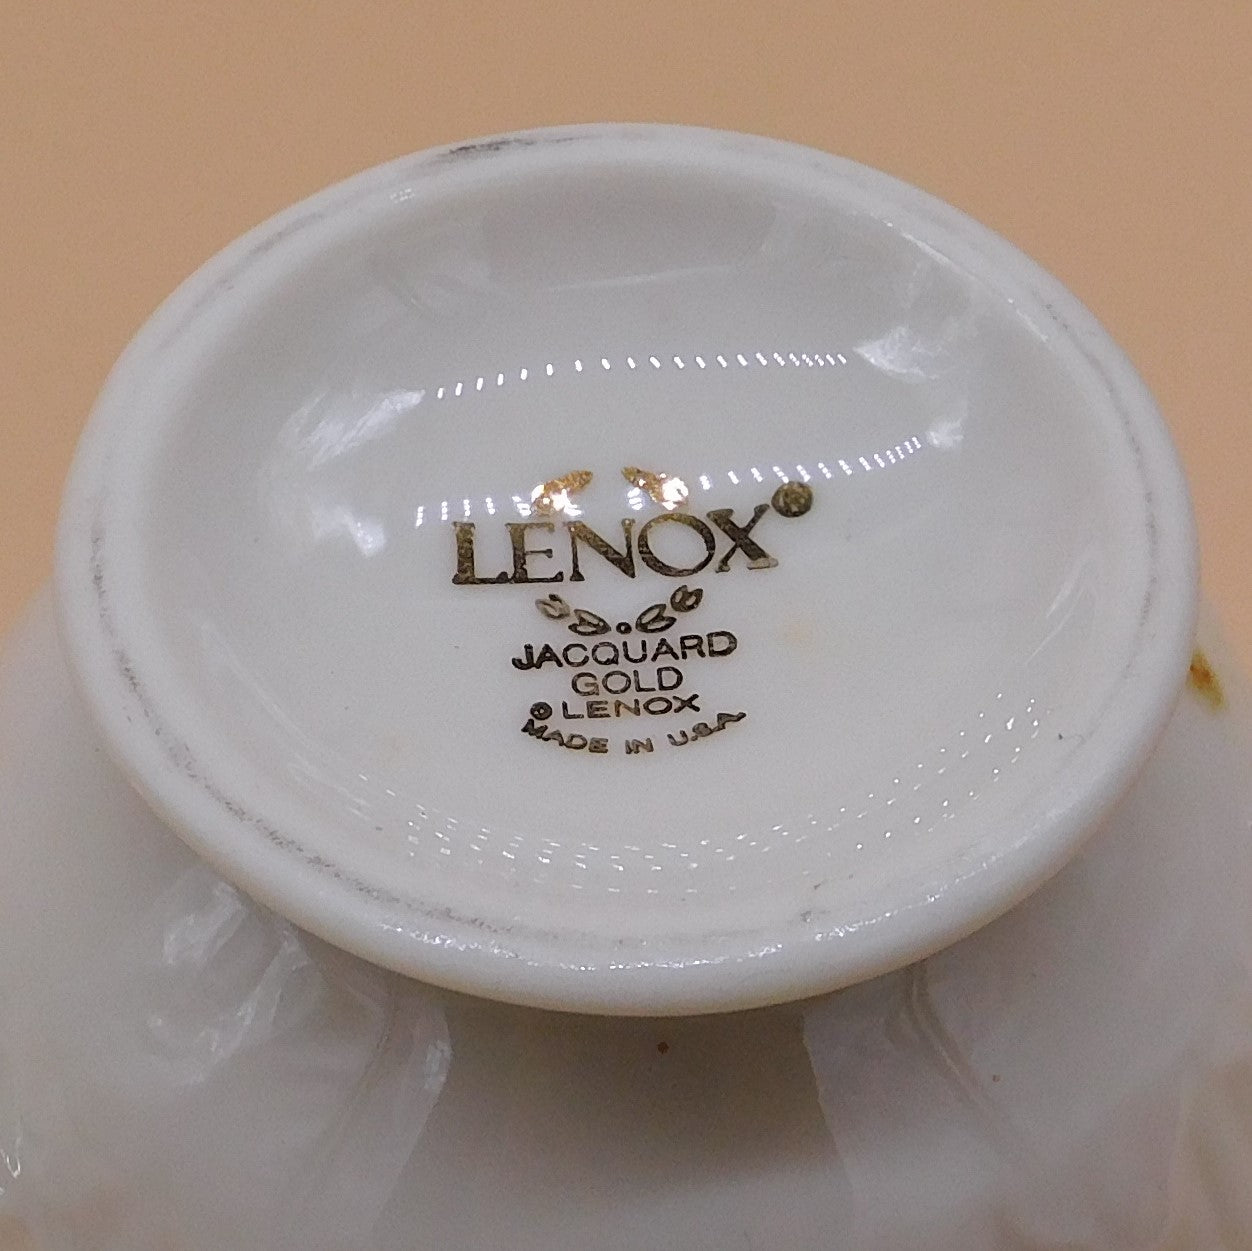 LENOX®
JACQUARD
GOLD
© LENOX
MADE IN U.S.A.